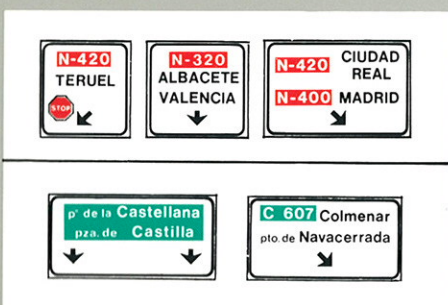 N-420
TERUEL
STOP
N-320
ALBACETE
VALENCIA
N-420 CIUDAD REAL
N-400 MADRID
pº de la Castellana
pza. de Castilla
C 607 Colmenar
pto. de Navacerrada